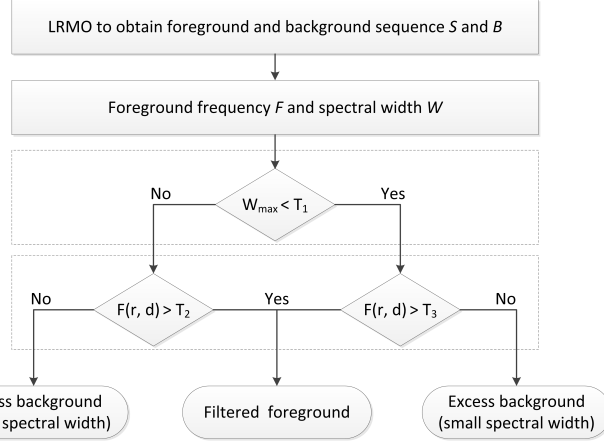 LRMO to obtain foreground and background sequence S and B
Foreground frequency F and spectral width W
No
Yes
Wmax < T1
No
F(r, d) > T2
Yes
F(r, d) > T3
No
background
spectral width)
Filtered foreground
Excess background
(small spectral width)